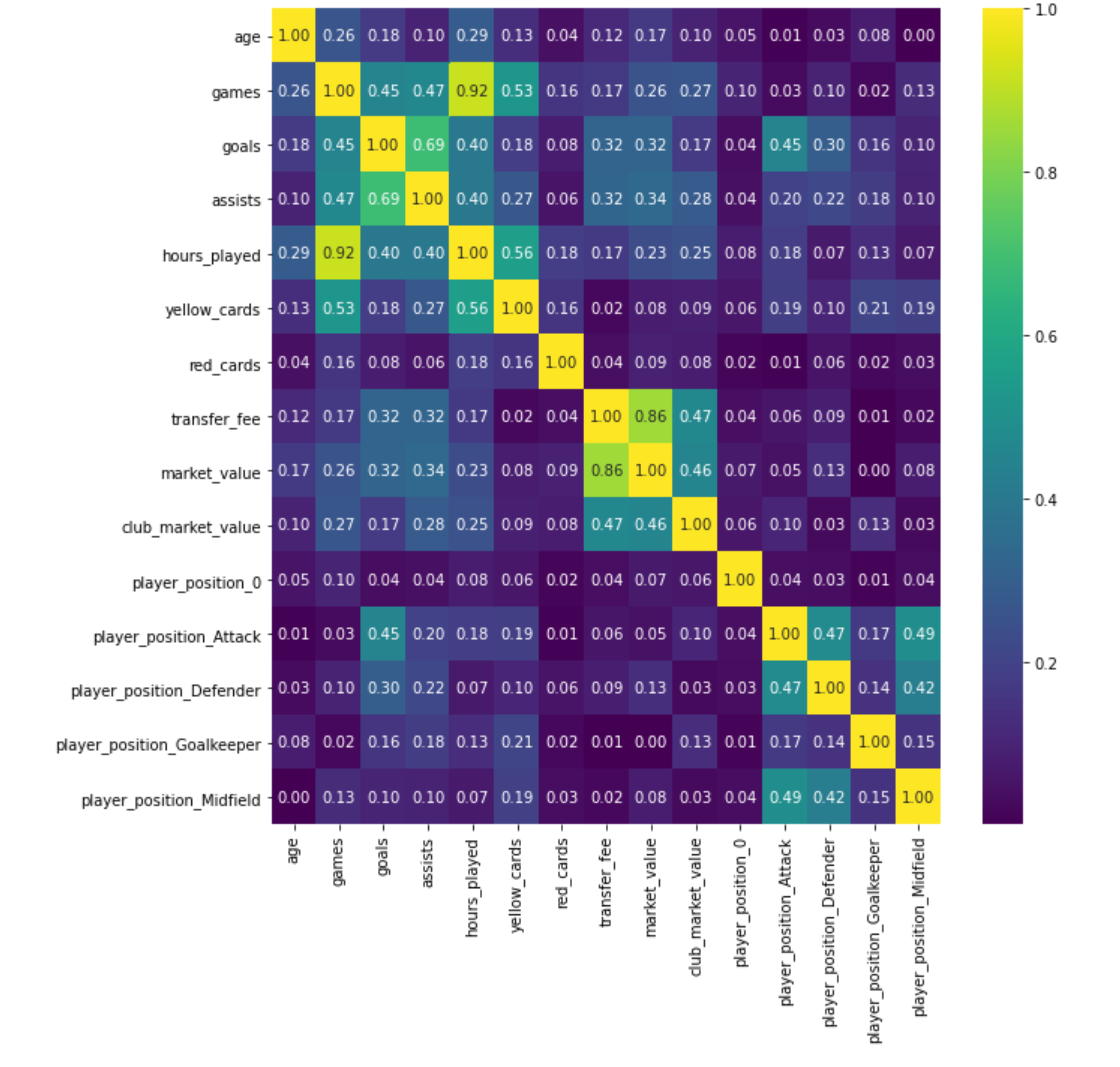 age 1.00 0.26 0.18 0.10 0.29 0.13 0.04 0.12 0.17 0.10 0.05 0.01 0.03 0.08 0.00
games 0.26 1.00 0.45 0.47 0.92 0.53 0.16 0.17 0.26 0.27 0.10 0.03 0.10 0.02 0.13
goals 0.18 0.45 1.00 0.69 0.40 0.18 0.08 0.32 0.32 0.17 0.04 0.45 0.30 0.16 0.10
assists 0.10 0.47 0.69 1.00 0.40 0.27 0.06 0.32 0.34 0.28 0.04 0.20 0.22 0.18 0.10
hours_played 0.29 0.92 0.40 0.40 1.00 0.56 0.18 0.17 0.23 0.25 0.08 0.18 0.07 0.13 0.07
yellow_cards 0.13 0.53 0.18 0.27 0.56 1.00 0.16 0.02 0.08 0.09 0.06 0.19 0.10 0.21 0.19
red_cards 0.04 0.16 0.08 0.06 0.18 0.16 1.00 0.04 0.09 0.08 0.02 0.01 0.06 0.02 0.03
transfer_fee 0.12 0.17 0.32 0.32 0.17 0.02 0.04 1.00 0.86 0.47 0.04 0.06 0.09 0.01 0.02
market_value 0.17 0.26 0.32 0.34 0.23 0.08 0.09 0.86 1.00 0.46 0.07 0.05 0.13 0.00 0.08
club_market_value 0.10 0.27 0.17 0.28 0.25 0.09 0.08 0.47 0.46 1.00 0.06 0.10 0.03 0.13 0.03
player_position_0 0.05 0.10 0.04 0.04 0.08 0.06 0.02 0.04 0.07 0.06 1.00 0.04 0.03 0.01 0.04
player_position_Attack 0.01 0.03 0.45 0.20 0.18 0.19 0.01 0.06 0.05 0.10 0.04 1.00 0.47 0.17 0.49
player_position_Defender 0.03 0.10 0.30 0.22 0.07 0.10 0.06 0.09 0.13 0.03 0.03 0.47 1.00 0.14 0.42
player_position_Goalkeeper 0.08 0.02 0.16 0.18 0.13 0.21 0.02 0.01 0.00 0.13 0.01 0.17 0.14 1.00 0.15
player_position_Midfield 0.00 0.13 0.10 0.10 0.07 0.19 0.03 0.02 0.08 0.03 0.04 0.49 0.42 0.15 1.00
age
games
goals
assists
hours_played
yellow_cards
red_cards
transfer_fee
market_value
club_market_value
player_position_0
player_position_Attack
player_position_Defender
player_position_Goalkeeper
player_position_Midfield
1.0
0.8
0.6
0.4
0.2